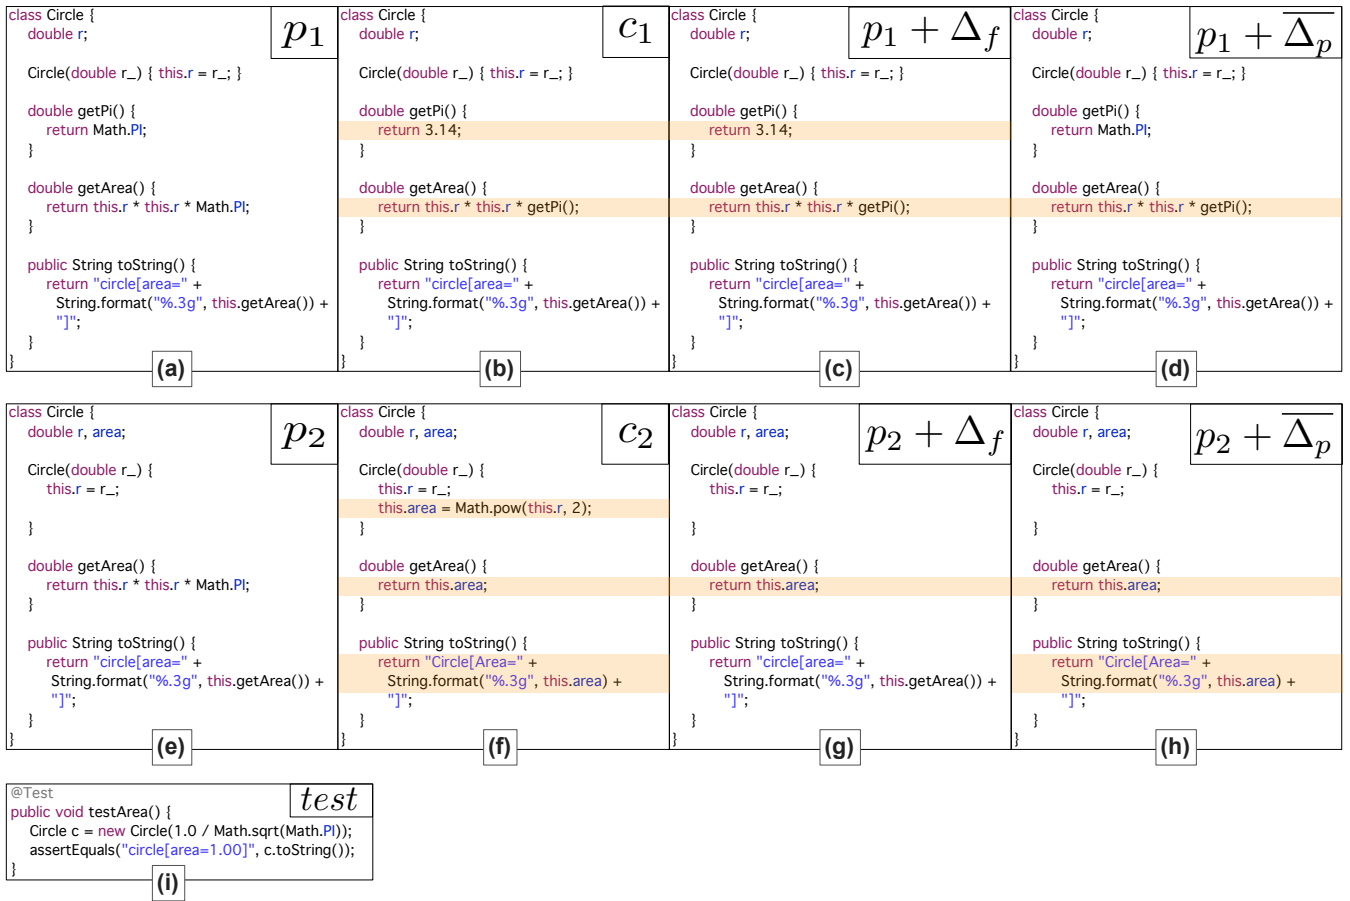 class Circle {
double r;
Circle(double r_) { this.r = r_; }
double getPi() {
return Math.PI;
}
double getArea() {
return this.r * this.r * Math.PI;
}
public String toString() {
return "circle[area=" +
String.format("%.3g", this.getArea()) +
"]";
}
}
p₁
(a)
class Circle {
double r;
Circle(double r_) { this.r = r_; }
double getPi() {
return 3.14;
}
double getArea() {
return this.r * this.r * getPi();
}
public String toString() {
return "circle[area=" +
String.format("%.3g", this.getArea()) +
"]";
}
}
c₁
(b)
class Circle {
double r;
Circle(double r_) { this.r = r_; }
double getPi() {
return 3.14;
}
double getArea() {
return this.r * this.r * getPi();
}
public String toString() {
return "circle[area=" +
String.format("%.3g", this.getArea()) +
"]";
}
}
p₁ + Δ_f
(c)
class Circle {
double r;
Circle(double r_) { this.r = r_; }
double getPi() {
return Math.PI;
}
double getArea() {
return this.r * this.r * getPi();
}
public String toString() {
return "circle[area=" +
String.format("%.3g", this.getArea()) +
"]";
}
}
p₁ + \overline{Δ_p}
(d)
class Circle {
double r, area;
Circle(double r_) {
this.r = r_;
}
double getArea() {
return this.r * this.r * Math.PI;
}
public String toString() {
return "circle[area=" +
String.format("%.3g", this.getArea()) +
"]";
}
}
p₂
(e)
class Circle {
double r, area;
Circle(double r_) {
this.r = r_;
this.area = Math.pow(this.r, 2);
}
double getArea() {
return this.area;
}
public String toString() {
return "Circle[Area=" +
String.format("%.3g", this.area) +
"]";
}
}
c₂
(f)
class Circle {
double r, area;
Circle(double r_) {
this.r = r_;
}
double getArea() {
return this.area;
}
public String toString() {
return "circle[area=" +
String.format("%.3g", this.getArea()) +
"]";
}
}
p₂ + Δ_f
(g)
class Circle {
double r, area;
Circle(double r_) {
this.r = r_;
}
double getArea() {
return this.area;
}
public String toString() {
return "Circle[Area=" +
String.format("%.3g", this.area) +
"]";
}
}
p₂ + \overline{Δ_p}
(h)
@Test
public void testArea() {
Circle c = new Circle(1.0 / Math.sqrt(Math.PI));
assertEquals("circle[area=1.00]", c.toString());
}
test
(i)